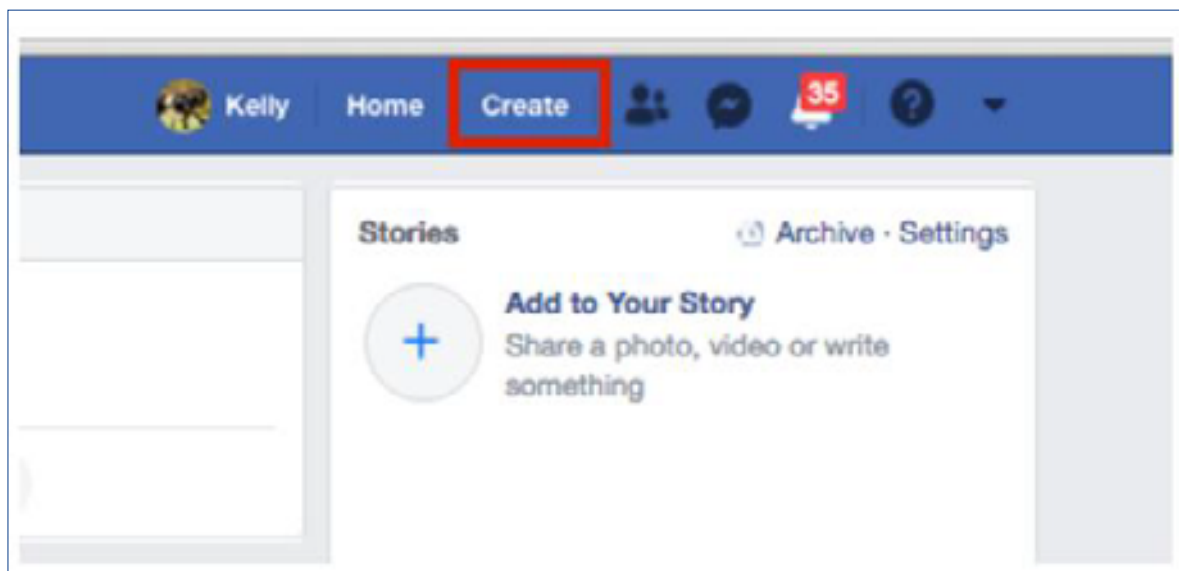 Kelly Home Create 35 ?
Stories Archive · Settings
Add to Your Story
Share a photo, video or write
something